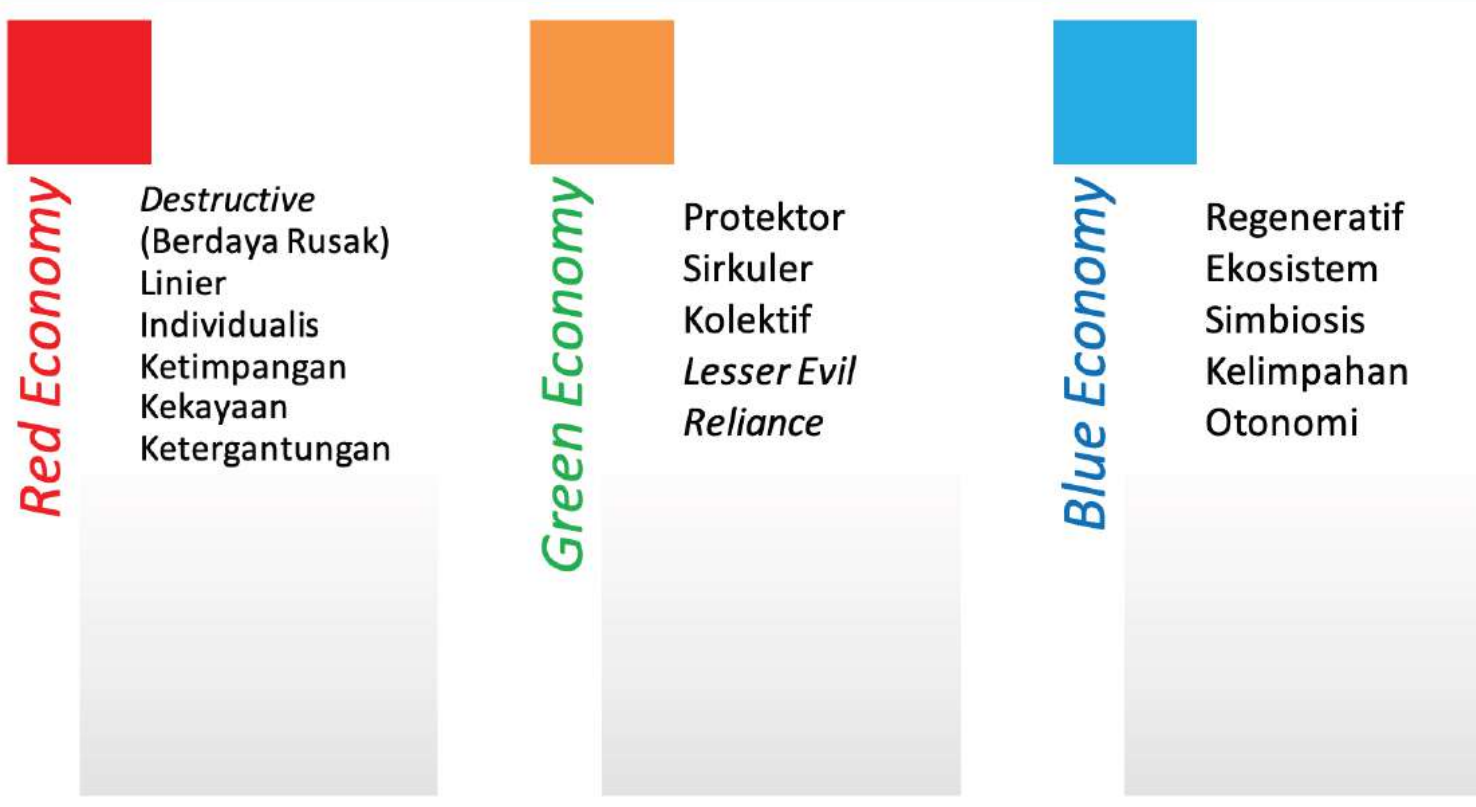 Red Economy
Destructive
(Berdaya Rusak)
Linier
Individualis
Ketimpangan
Kekayaan
Ketergantungan
Green Economy
Protektor
Sirkuler
Kolektif
Lesser Evil
Reliance
Blue Economy
Regeneratif
Ekosistem
Simbiosis
Kelimpahan
Otonomi